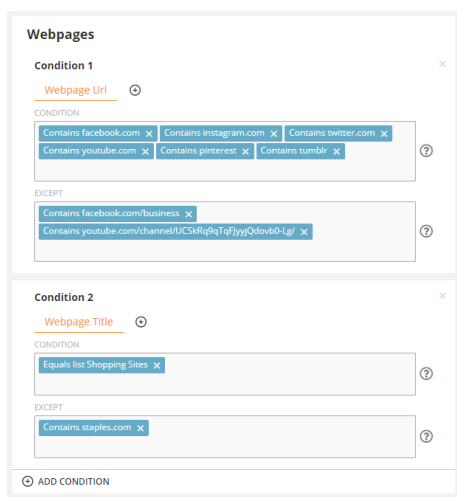 Webpages
Condition 1
Webpage Url
CONDITION
Contains facebook.com Contains instagram.com Contains twitter.com
Contains youtube.com Contains pinterest Contains tumblr
EXCEPT
Contains facebook.com/business
Contains youtube.com/channel/UCSkRq9qTqFJyyjQdovb0-Lg/
Condition 2
Webpage Title
CONDITION
Equals list Shopping Sites
EXCEPT
Contains staples.com
ADD CONDITION